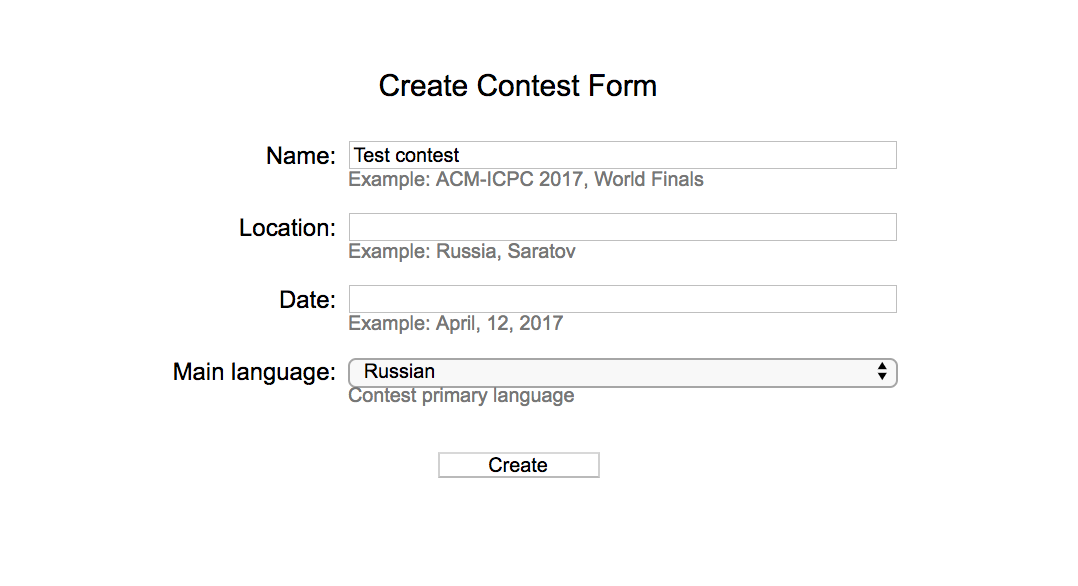 Create Contest Form
Name: Test contest
Example: ACM-ICPC 2017, World Finals
Location:
Example: Russia, Saratov
Date:
Example: April, 12, 2017
Main language: Russian
Contest primary language
Create